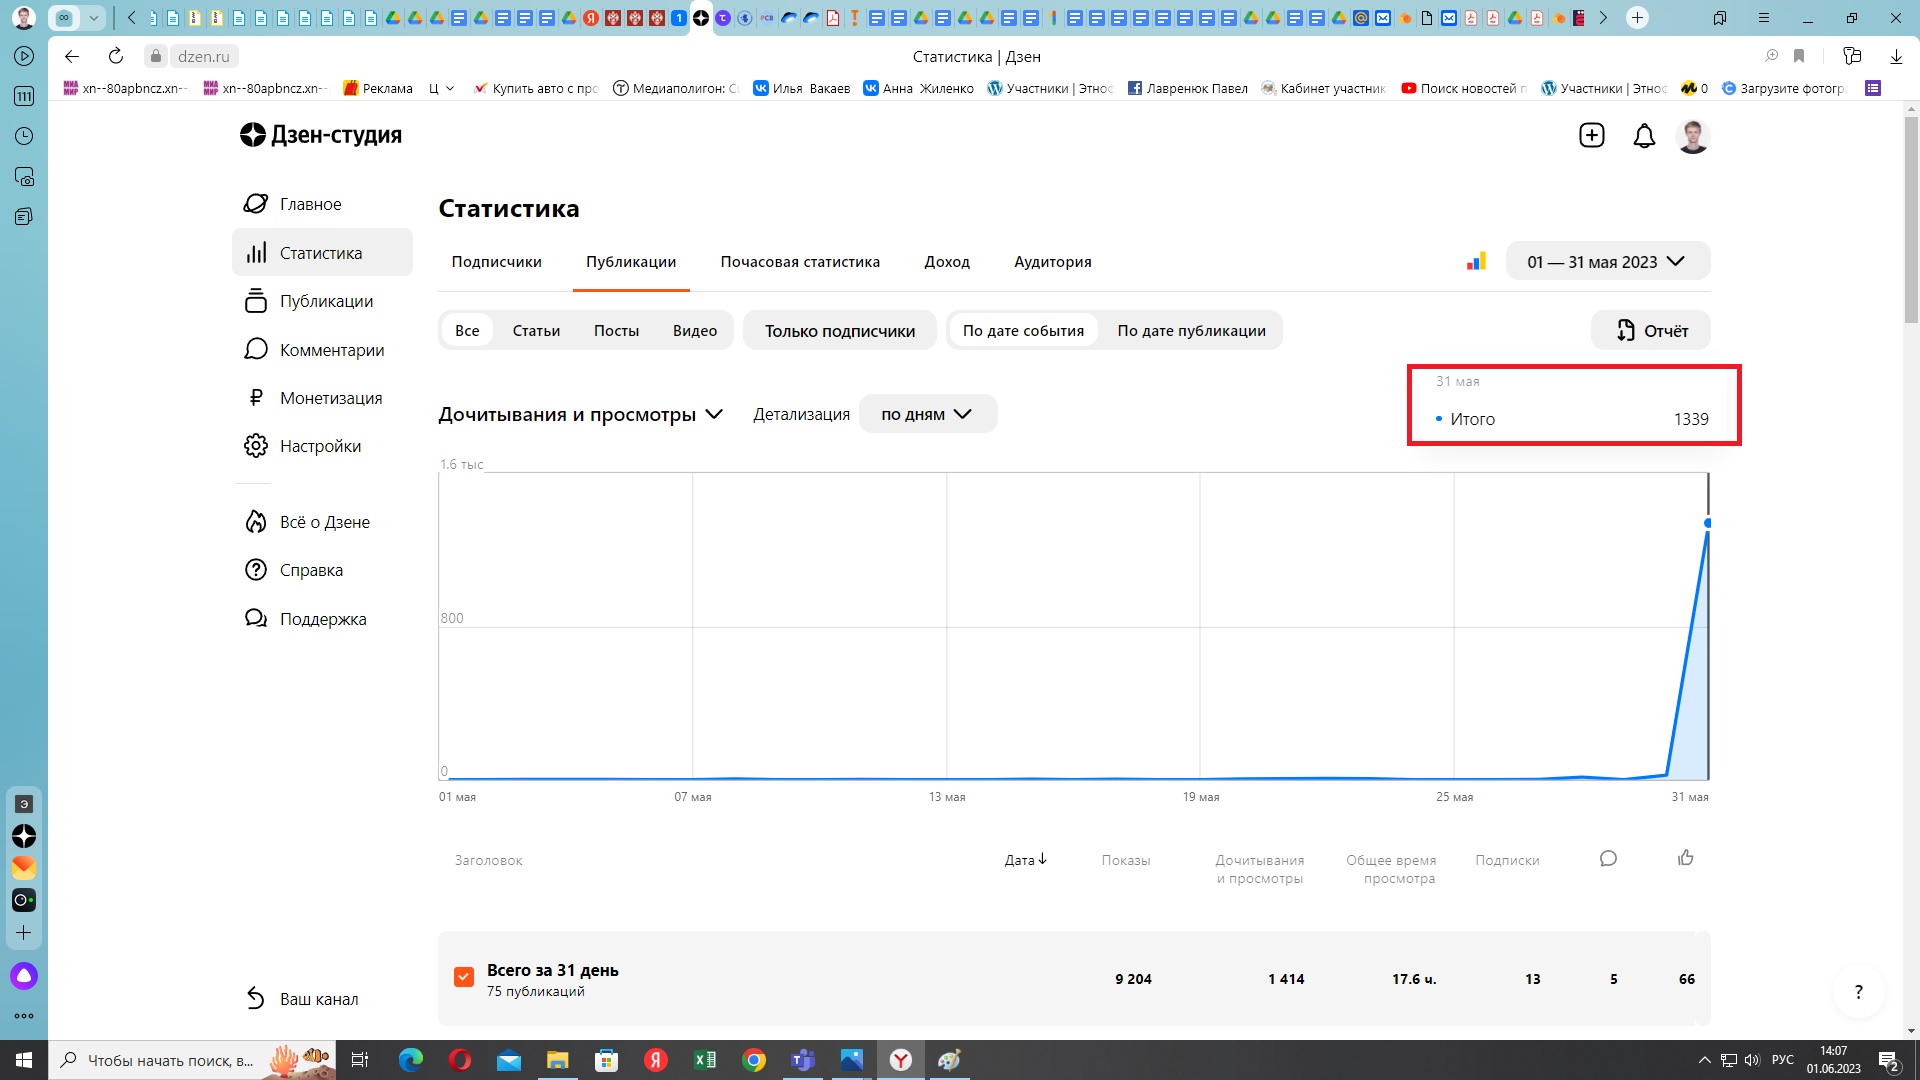 dzen.ru
Статистика | Дзен
xn--80apbncz.xn--
xn--80apbncz.xn--
Реклама
Ц
Купить авто с про
Медиаполигон: С
Илья Вакаев
Анна Жиленко
Участники | Этнос
Лавренюк Павел
Кабинет участник
Поиск новостей п
Участники | Этнос
0
Загрузите фотогр
111
Дзен-студия
Главное
Статистика
Публикации
Комментарии
Монетизация
Настройки
Всё о Дзене
Справка
Поддержка
Ваш канал
Статистика
Подписчики
Публикации
Почасовая статистика
Доход
Аудитория
01 — 31 мая 2023
Все
Статьи
Посты
Видео
Только подписчики
По дате события
По дате публикации
Отчёт
31 мая
Итого 1339
Дочитывания и просмотры
Детализация
по дням
1.6 тыс
800
0
01 мая
07 мая
13 мая
19 мая
25 мая
31 мая
Заголовок
Дата
Показы
Дочитывания
и просмотры
Общее время
просмотра
Подписки
Всего за 31 день
75 публикаций
9 204
1 414
17.6 ч.
13
5
66
?
Чтобы начать поиск, в...
РУС
14:07
01.06.2023
2